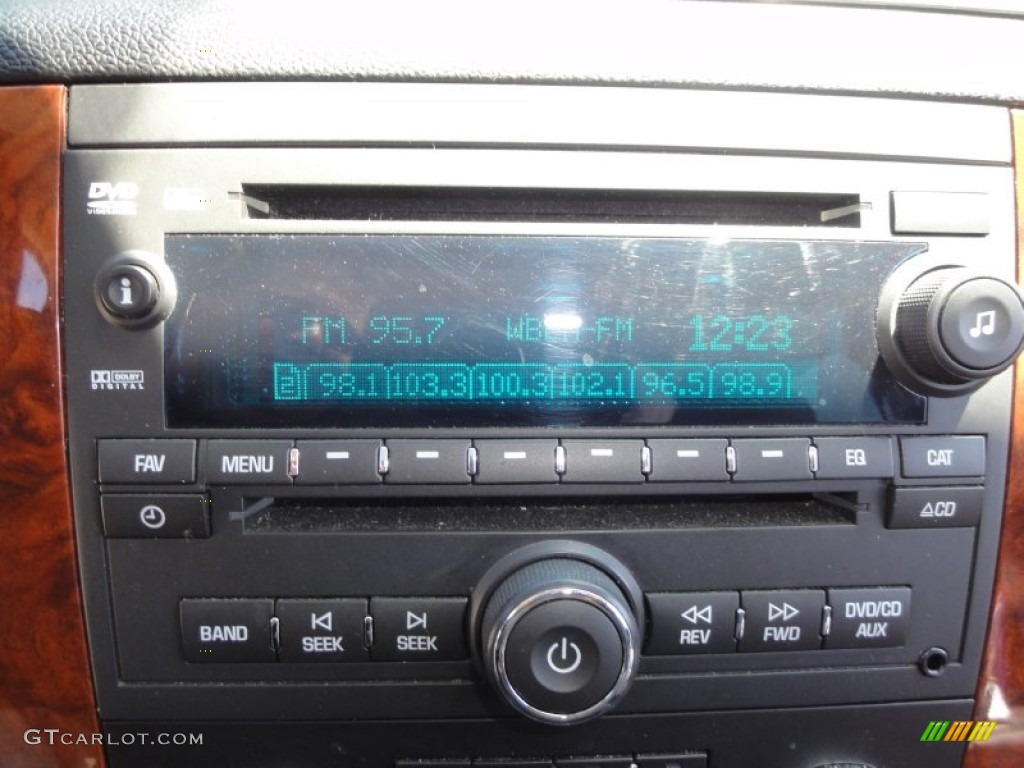 DVD
VIDEO
i
FM 95.7 12:23
2 98.1 103.3 100.3 102.1 96.5 98.9
DOLBY
DIGITAL
FAV MENU EQ CAT
CD
BAND SEEK SEEK REV FWD DVD/CD
AUX
GTCARLOT.COM